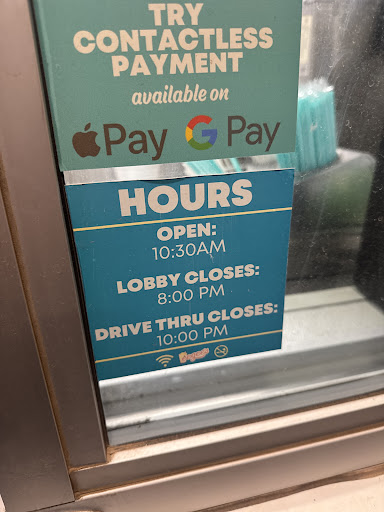 TRY
CONTACTLESS
PAYMENT
available on
Pay G Pay
HOURS
OPEN:
10:30AM
LOBBY CLOSES:
8:00 PM
DRIVE THRU CLOSES:
10:00 PM